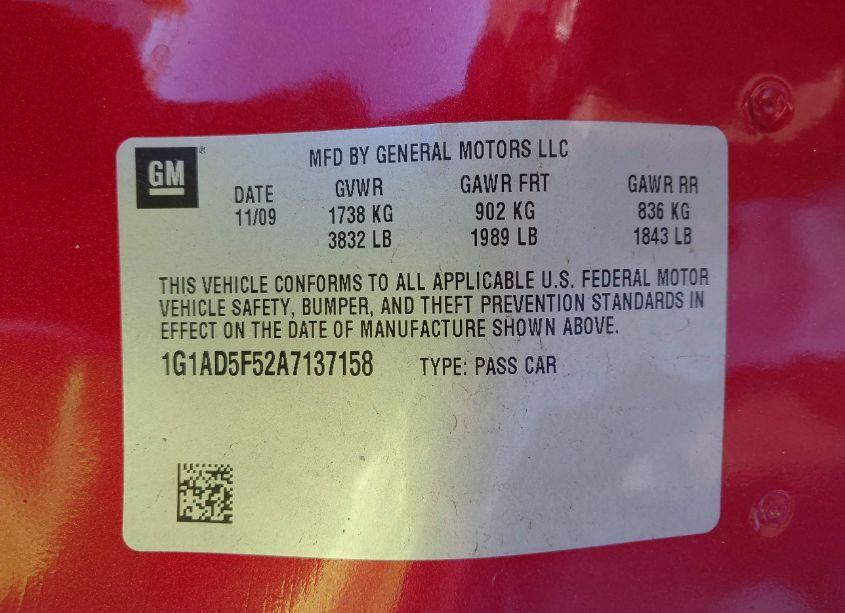 GM®
MFD BY GENERAL MOTORS LLC
DATE GVWR GAWR FRT GAWR RR
11/09 1738 KG 902 KG 836 KG
3832 LB 1989 LB 1843 LB
THIS VEHICLE CONFORMS TO ALL APPLICABLE U.S. FEDERAL MOTOR
VEHICLE SAFETY, BUMPER, AND THEFT PREVENTION STANDARDS IN
EFFECT ON THE DATE OF MANUFACTURE SHOWN ABOVE.
1G1AD5F52A7137158 TYPE: PASS CAR